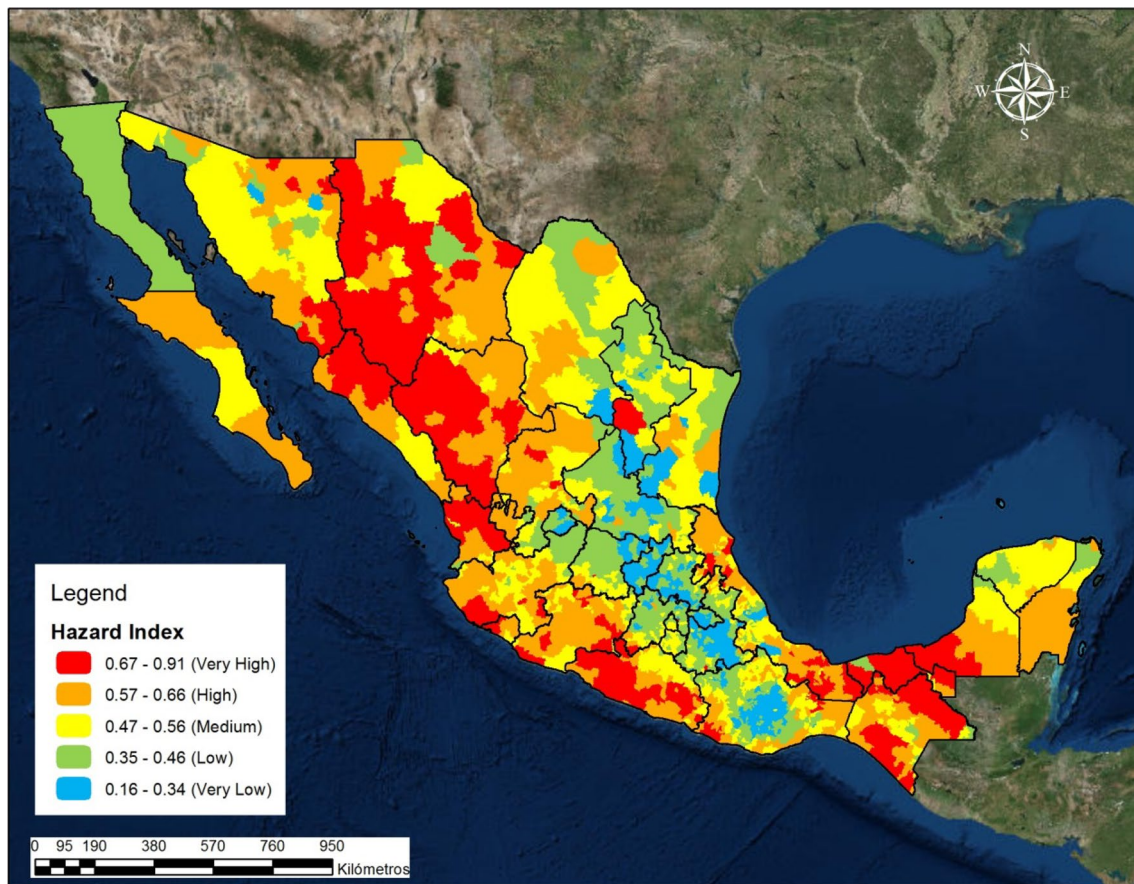 N
W E
S
Legend
Hazard Index
0.67 - 0.91 (Very High)
0.57 - 0.66 (High)
0.47 - 0.56 (Medium)
0.35 - 0.46 (Low)
0.16 - 0.34 (Very Low)
0 95 190 380 570 760 950
Kilómetros